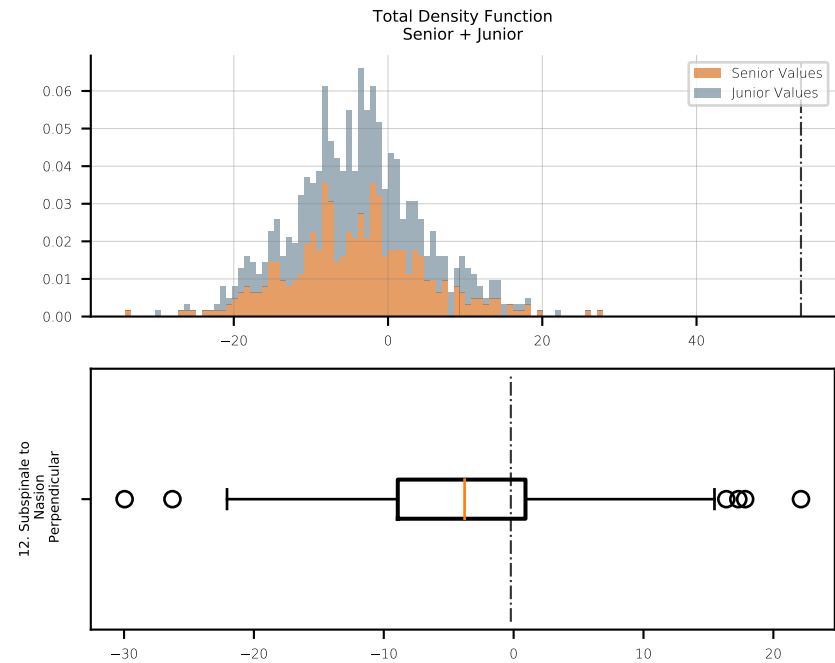 Total Density Function
Senior + Junior
Senior Values
Junior Values
0.06
0.05
0.04
0.03
0.02
0.01
0.00
−20
0
20
40
12. Subspinale to
Nasion
Perpendicular
−30
−20
−10
0
10
20